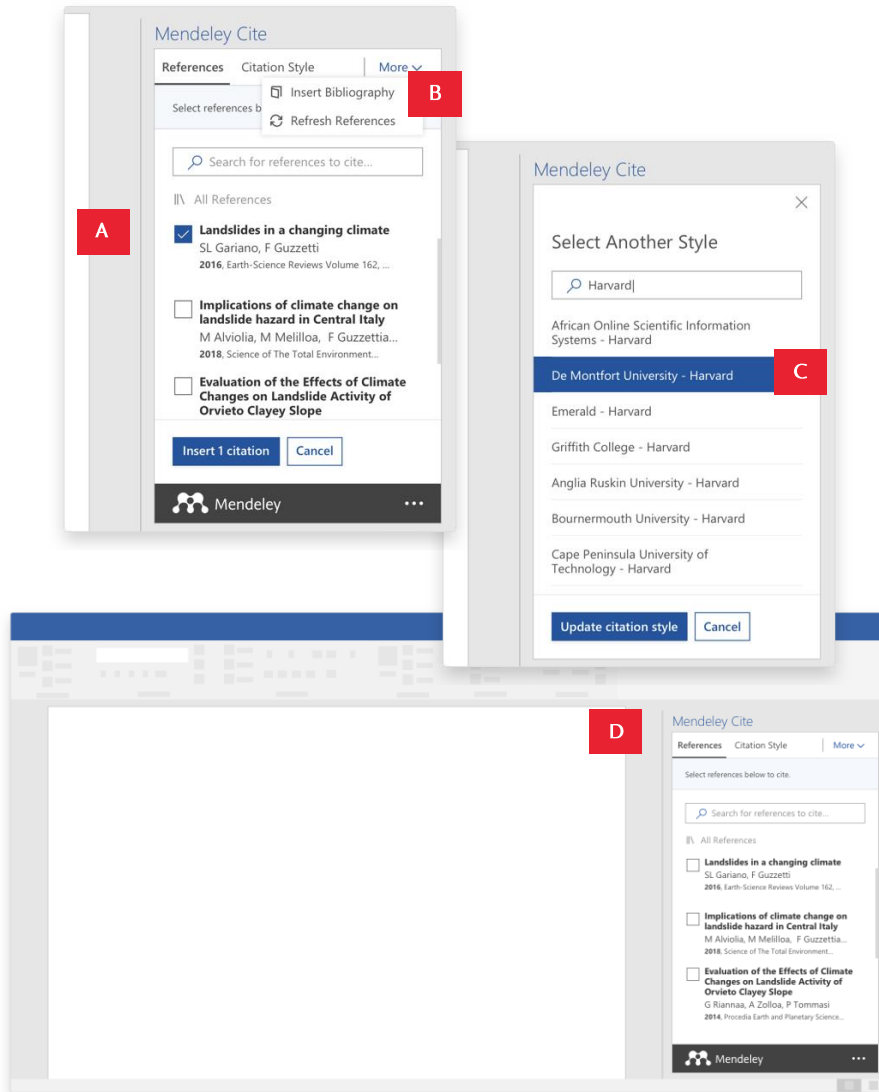 Mendeley Cite
References Citation Style More
Insert Bibliography
B
Select references b
Refresh References
Search for references to cite...
All References
A
Landslides in a changing climate
SL Gariano, F Guzzetti
2016, Earth-Science Reviews Volume 162, ...
Implications of climate change on
landslide hazard in Central Italy
M Alviolia, M Melilloa, F Guzzettia...
2018, Science of The Total Environment...
Evaluation of the Effects of Climate
Changes on Landslide Activity of
Orvieto Clayey Slope
Insert 1 citation Cancel
Mendeley
Mendeley Cite
Select Another Style
Harvard
African Online Scientific Information
Systems - Harvard
De Montfort University - Harvard
C
Emerald - Harvard
Griffith College - Harvard
Anglia Ruskin University - Harvard
Bournermouth University - Harvard
Cape Peninsula University of
Technology - Harvard
Update citation style Cancel
D
Mendeley Cite
References Citation Style More
Select references below to cite.
Search for references to cite...
All References
Landslides in a changing climate
SL Gariano, F Guzzetti
2016, Earth-Science Reviews Volume 162, ...
Implications of climate change on
landslide hazard in Central Italy
M Alviolia, M Melilloa, F Guzzettia...
2018, Science of The Total Environment...
Evaluation of the Effects of Climate
Changes on Landslide Activity of
Orvieto Clayey Slope
G Riannaa, A Zolloa, P Tommasi
2014, Procedia Earth and Planetary Science...
Mendeley